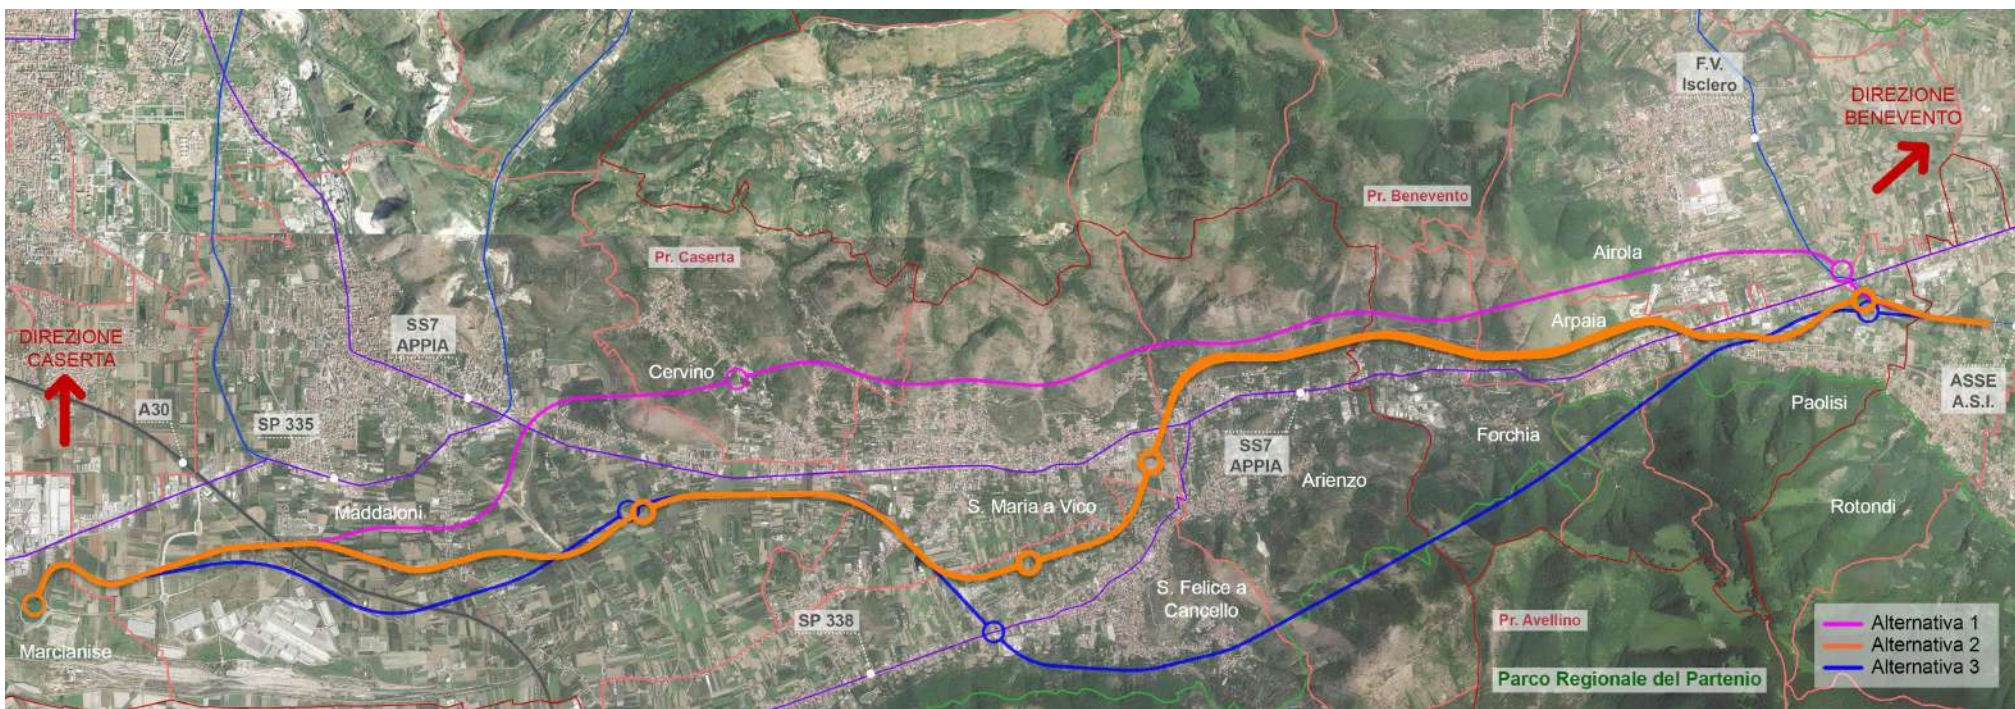 F.V.
Isclero
DIREZIONE
BENEVENTO
Pr. Benevento
Pr. Caserta
Airola
DIREZIONE
CASERTA
SS7
APPIA
Arpaia
Cervino
A30
SP 335
SS7
APPIA
Forchia
Paolisi
ASSE
A.S.I.
Maddaloni
S. Maria a Vico
Arienzo
Rotondi
S. Felice a
Cancello
SP 338
Pr. Avellino
Marcianise
Parco Regionale del Partenio
Alternativa 1
Alternativa 2
Alternativa 3